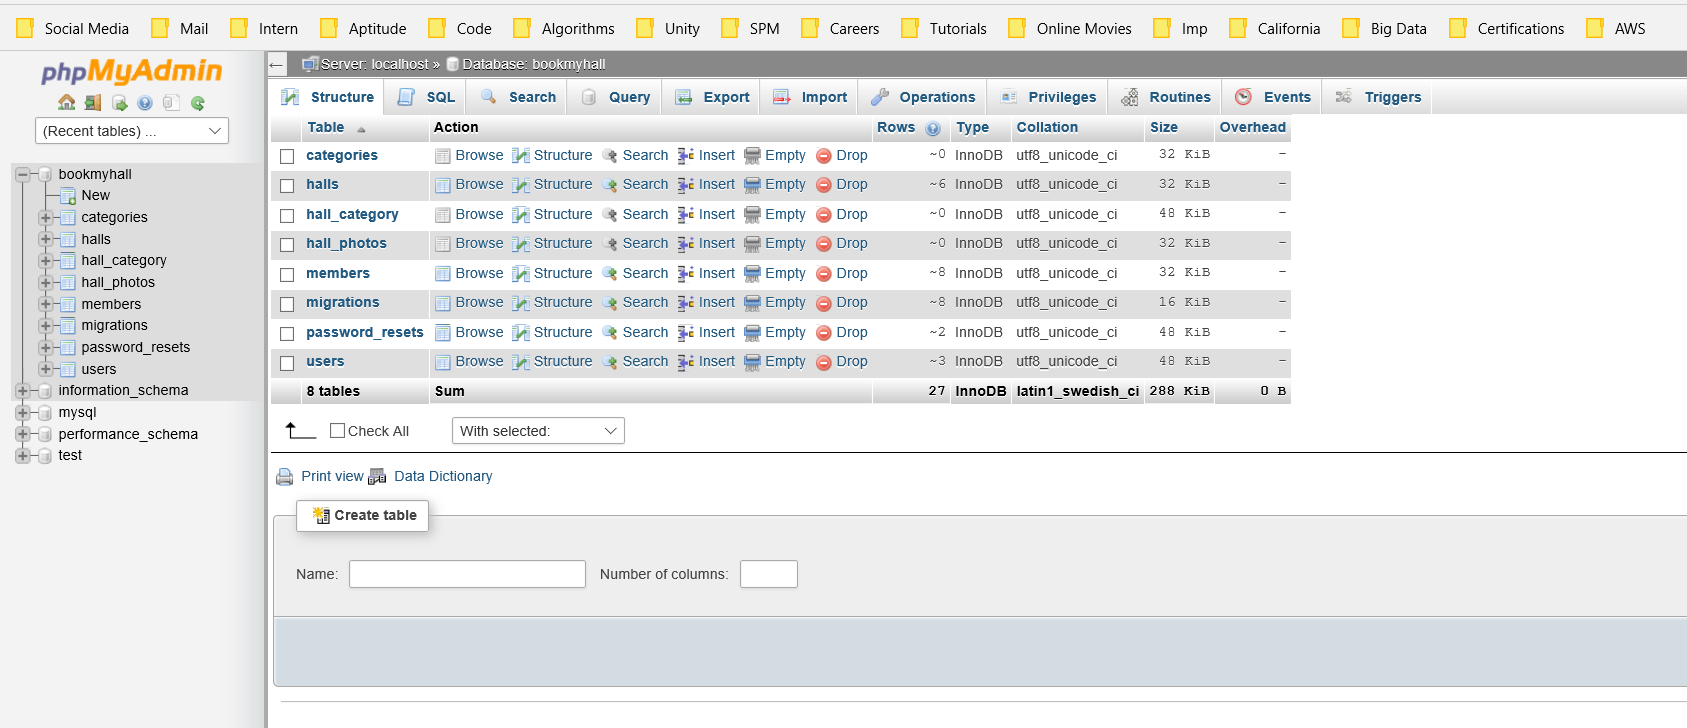 Social Media Mail Intern Aptitude Code Algorithms Unity SPM Careers Tutorials Online Movies Imp California Big Data Certifications AWS
phpMyAdmin
(Recent tables) ...
bookmyhall
New
categories
halls
hall_category
hall_photos
members
migrations
password_resets
users
information_schema
mysql
performance_schema
test
Server: localhost » Database: bookmyhall
Structure SQL Search Query Export Import Operations Privileges Routines Events Triggers
Table Action Rows Type Collation Size Overhead
categories Browse Structure Search Insert Empty Drop ~0 InnoDB utf8_unicode_ci 32 KiB -
halls Browse Structure Search Insert Empty Drop ~6 InnoDB utf8_unicode_ci 32 KiB -
hall_category Browse Structure Search Insert Empty Drop ~0 InnoDB utf8_unicode_ci 48 KiB -
hall_photos Browse Structure Search Insert Empty Drop ~0 InnoDB utf8_unicode_ci 32 KiB -
members Browse Structure Search Insert Empty Drop ~8 InnoDB utf8_unicode_ci 32 KiB -
migrations Browse Structure Search Insert Empty Drop ~8 InnoDB utf8_unicode_ci 16 KiB -
password_resets Browse Structure Search Insert Empty Drop ~2 InnoDB utf8_unicode_ci 48 KiB -
users Browse Structure Search Insert Empty Drop ~3 InnoDB utf8_unicode_ci 48 KiB -
8 tables Sum 27 InnoDB latin1_swedish_ci 288 KiB 0 B
Check All With selected:
Print view Data Dictionary
Create table
Name: Number of columns: